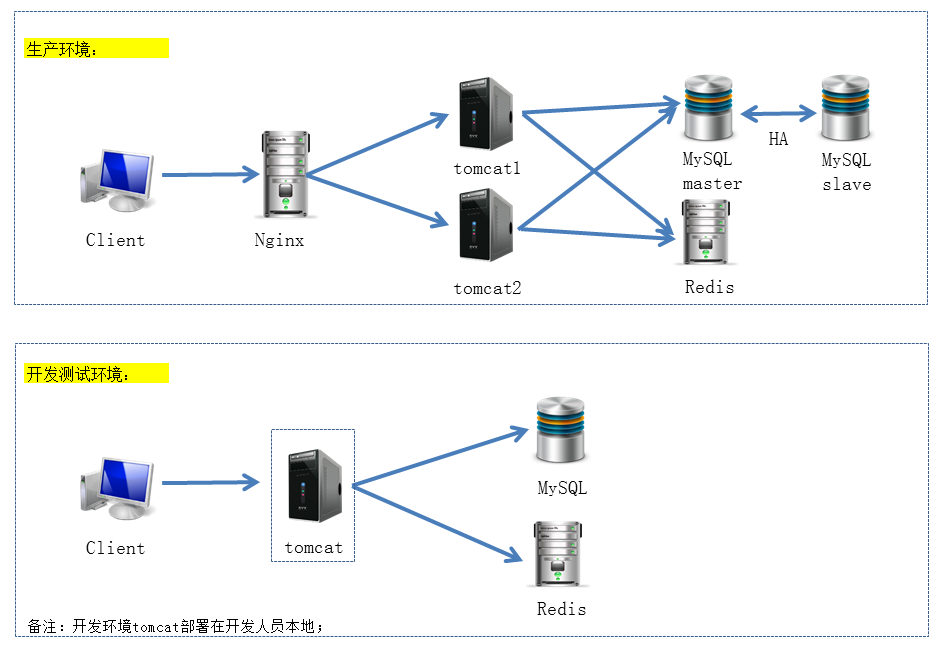 生产环境：
tomcat1
MySQL
master
HA
MySQL
slave
Client
Nginx
tomcat2
Redis
开发测试环境：
MySQL
Client
tomcat
Redis
备注：开发环境tomcat部署在开发人员本地；